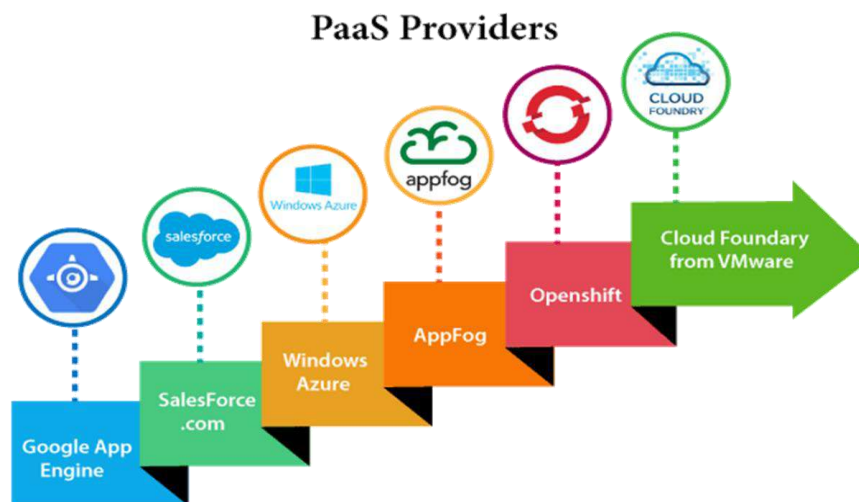 PaaS Providers
CLOUD
FOUNDRY
appfog
Windows Azure
salesforce
Cloud Foundary
from VMware
Openshift
AppFog
Windows
Azure
SalesForce
.com
Google App
Engine